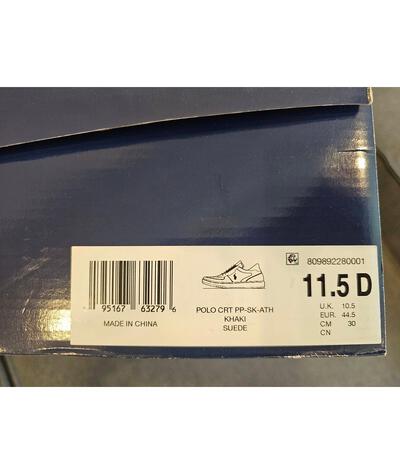 809892280001
11.5 D
U.K. 10.5
EUR. 44.5
CM 30
CN
95167 63279 6
MADE IN CHINA
POLO CRT PP-SK-ATH
KHAKI
SUEDE